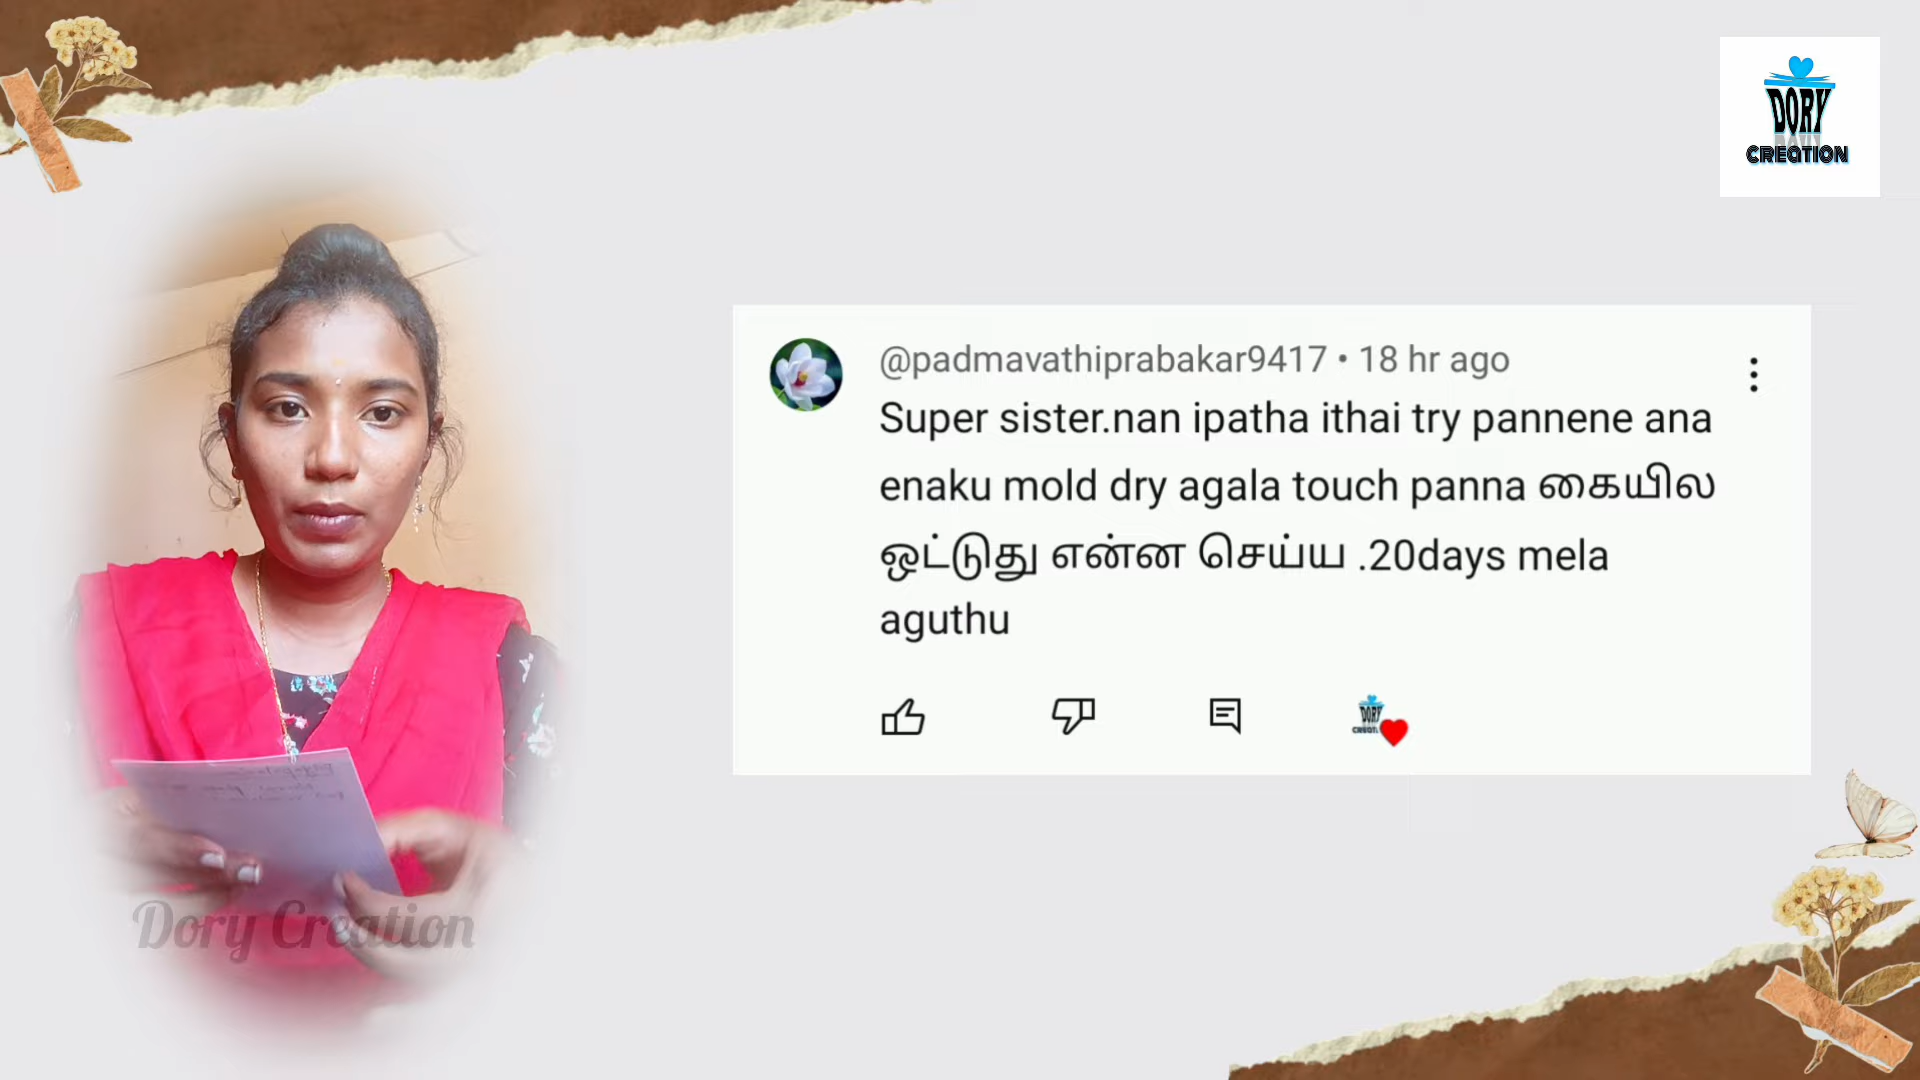 DORY
CREATION
@padmavathiprabakar9417 • 18 hr ago
Super sister.nan ipatha ithai try pannene ana
enaku mold dry agala touch panna கையில
ஒட்டுது என்ன செய்ய .20days mela
aguthu
DORY
Dory Creation